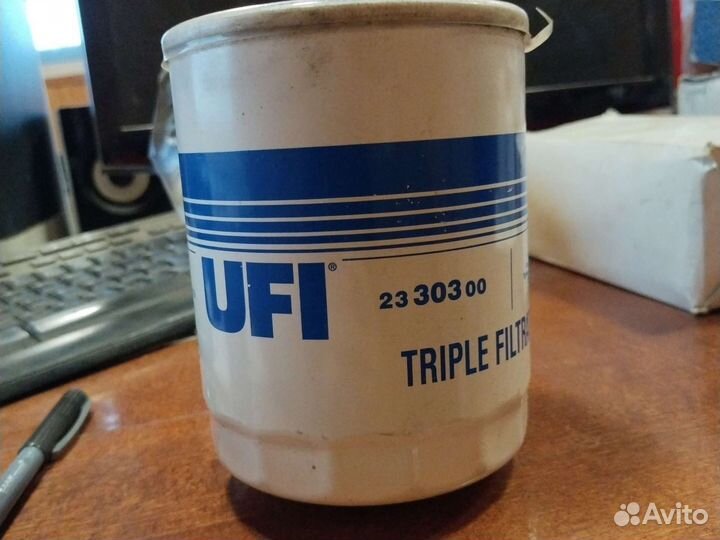 UFI®
23 303 00
TRIPLE FILTR
Avito